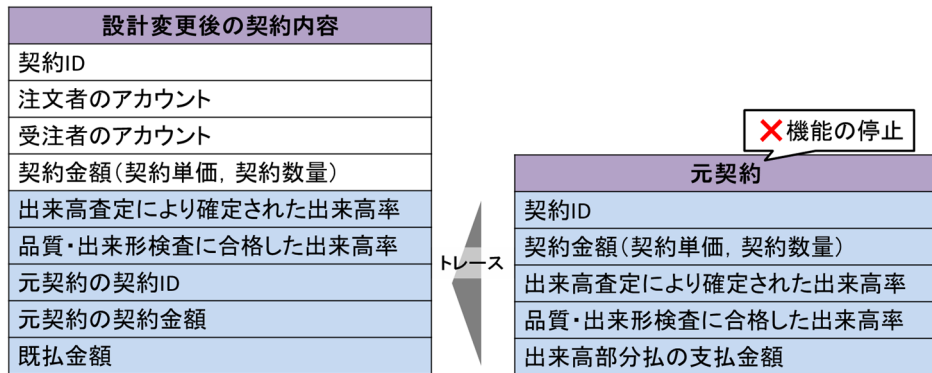 設計変更後の契約内容
契約ID
注文者のアカウント
受注者のアカウント
契約金額(契約単価，契約数量)
出来高査定により確定された出来高率
品質・出来形検査に合格した出来高率
元契約の契約ID
元契約の契約金額
既払金額
トレース
❌機能の停止
元契約
契約ID
契約金額(契約単価，契約数量)
出来高査定により確定された出来高率
品質・出来形検査に合格した出来高率
出来高部分払の支払金額